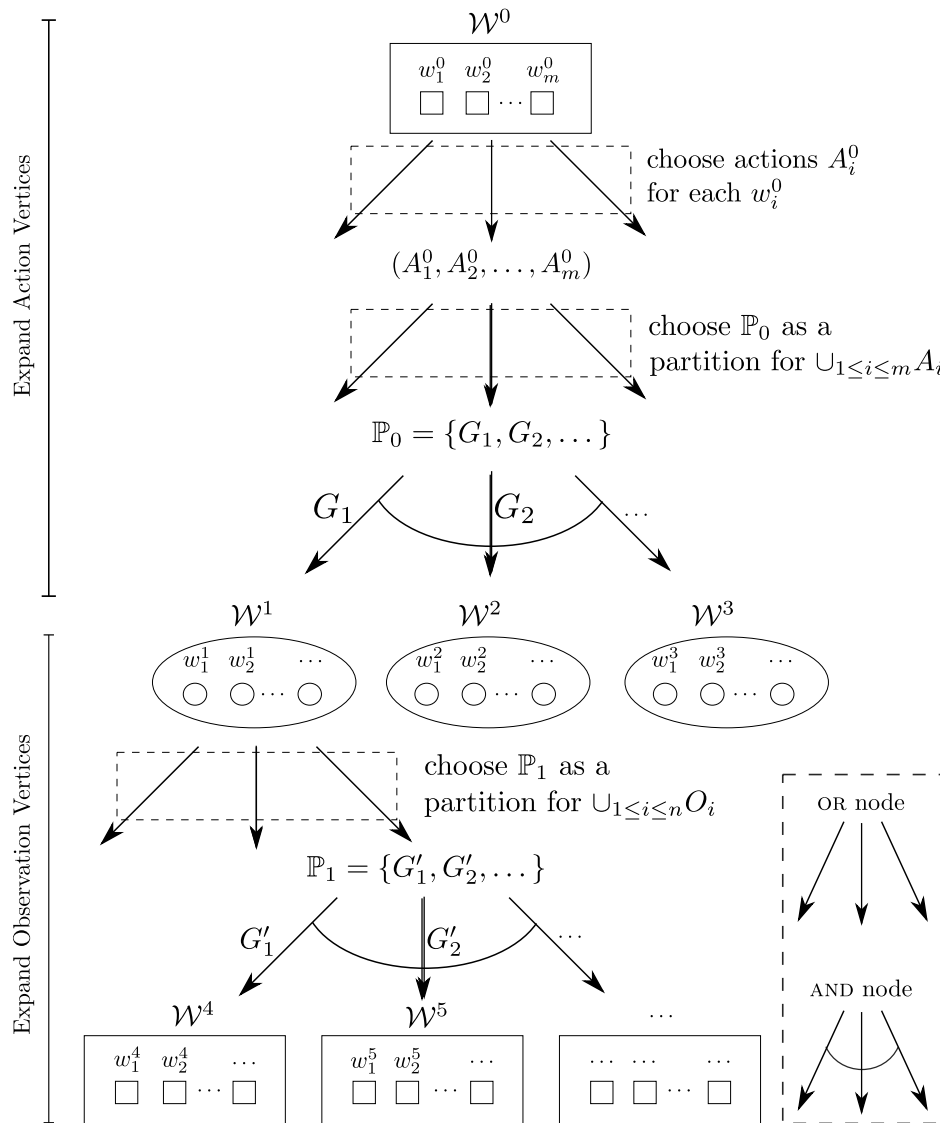 𝒲⁰
w₁⁰ w₂⁰ ⋯ w_m⁰
Expand Action Vertices
choose actions A_i⁰
for each w_i⁰
(A₁⁰, A₂⁰, …, A_m⁰)
choose ℙ₀ as a
partition for ∪_{1≤i≤m} A_i
ℙ₀ = {G₁, G₂, … }
G₁ G₂ ⋯
𝒲¹ 𝒲² 𝒲³
w₁¹ w₂¹ ⋯ w₁² w₂² ⋯ w₁³ w₂³ ⋯
⋯ ⋯ ⋯
Expand Observation Vertices
choose ℙ₁ as a
partition for ∪_{1≤i≤n} O_i
ℙ₁ = {G′₁, G′₂, … }
G′₁ G′₂ ⋯
𝒲⁴ 𝒲⁵ ⋯
w₁⁴ w₂⁴ ⋯ w₁⁵ w₂⁵ ⋯ ⋯ ⋯ ⋯
⋯ ⋯ ⋯
OR node
AND node